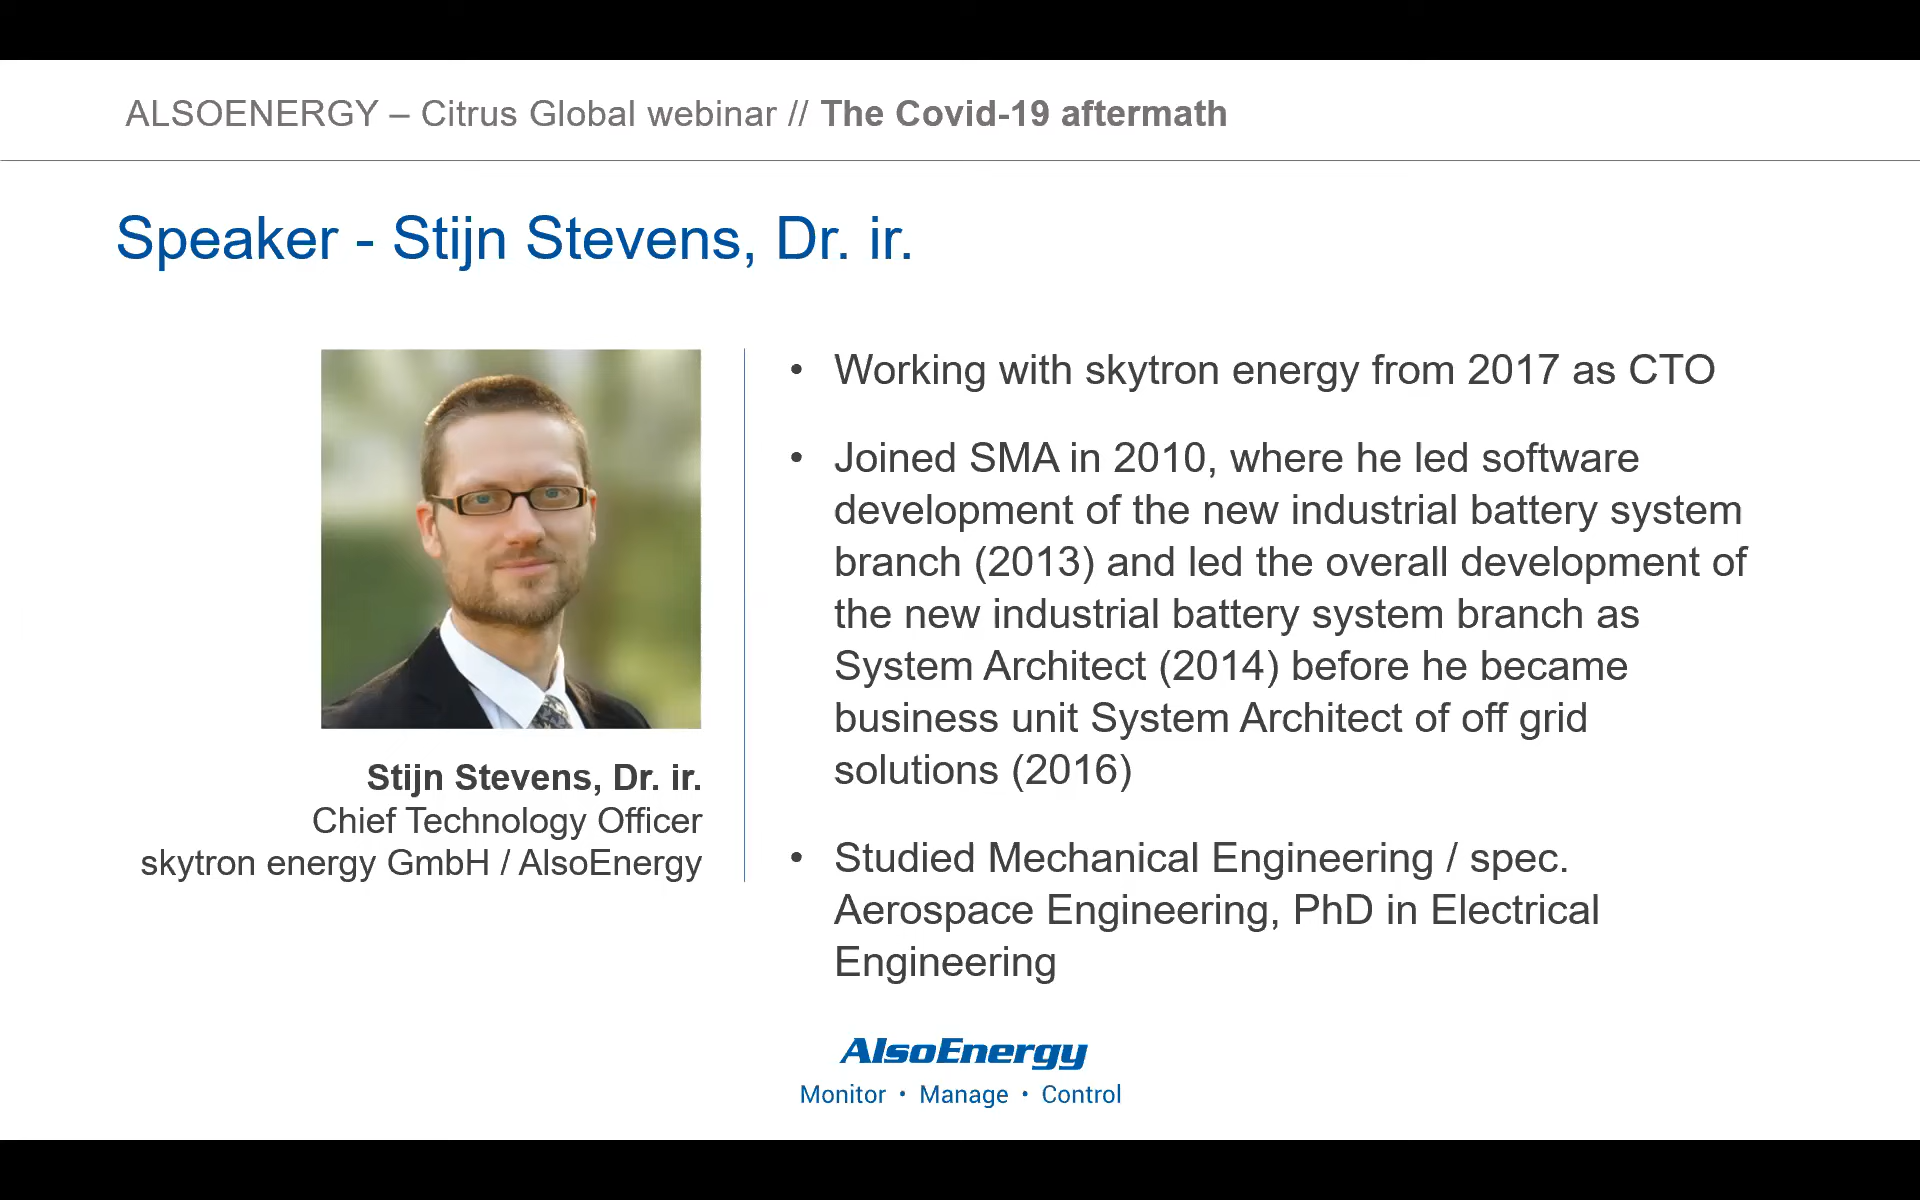 ALSOENERGY – Citrus Global webinar // The Covid-19 aftermath
Speaker - Stijn Stevens, Dr. ir.
Stijn Stevens, Dr. ir.
Chief Technology Officer
skytron energy GmbH / AlsoEnergy
• Working with skytron energy from 2017 as CTO
• Joined SMA in 2010, where he led software
development of the new industrial battery system
branch (2013) and led the overall development of
the new industrial battery system branch as
System Architect (2014) before he became
business unit System Architect of off grid
solutions (2016)
• Studied Mechanical Engineering / spec.
Aerospace Engineering, PhD in Electrical
Engineering
AlsoEnergy
Monitor • Manage • Control